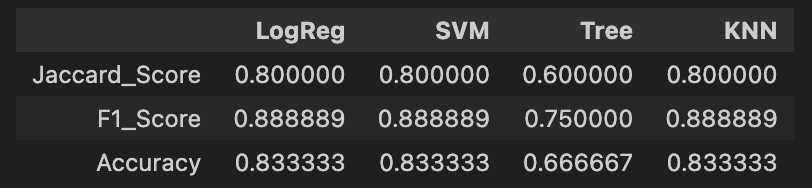 LogReg SVM Tree KNN
Jaccard_Score 0.800000 0.800000 0.600000 0.800000
F1_Score 0.888889 0.888889 0.750000 0.888889
Accuracy 0.833333 0.833333 0.666667 0.833333